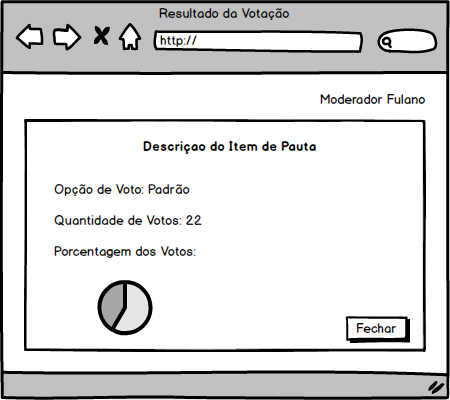 Resultado da Votação
http://
Moderador Fulano
Descriçao do Item de Pauta
Opção de Voto: Padrão
Quantidade de Votos: 22
Porcentagem dos Votos:
Fechar